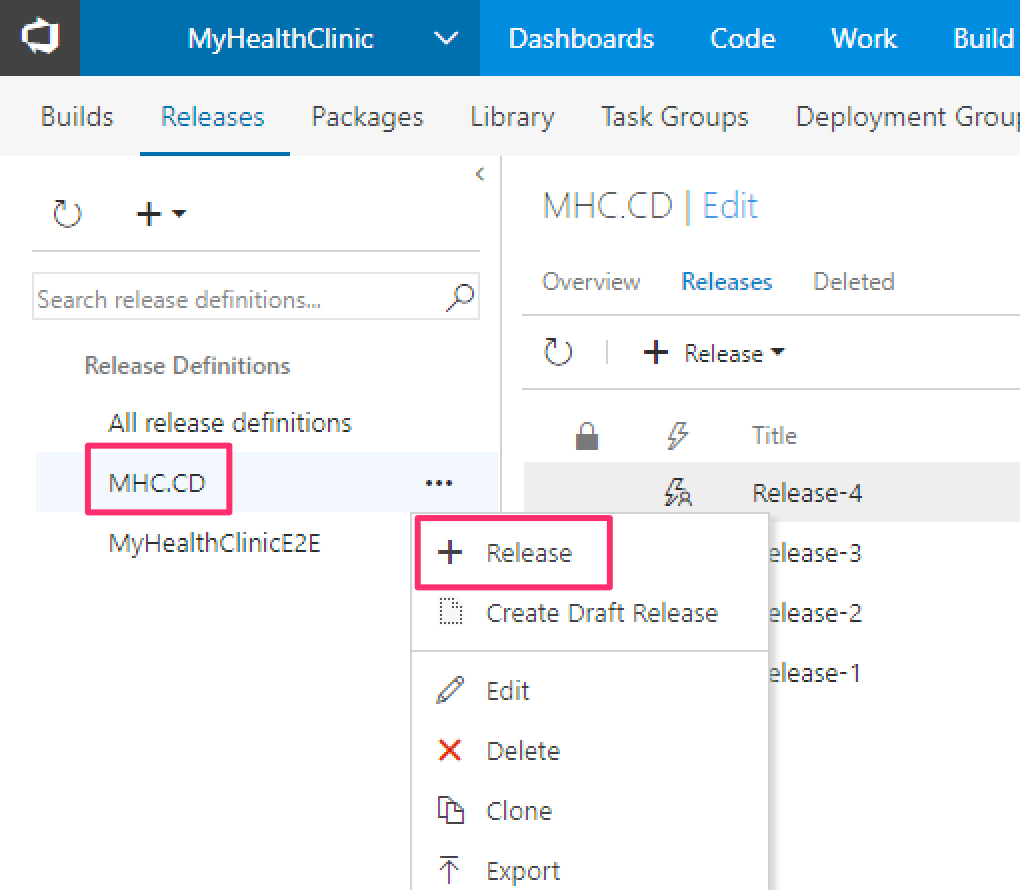 MyHealthClinic Dashboards Code Work Build
Builds Releases Packages Library Task Groups Deployment Grou
MHC.CD | Edit
Search release definitions...
Overview Releases Deleted
Release Definitions
Release
All release definitions
Title
MHC.CD
Release-4
MyHealthClinicE2E
Release
elease-3
Create Draft Release
elease-2
elease-1
Edit
Delete
Clone
Export